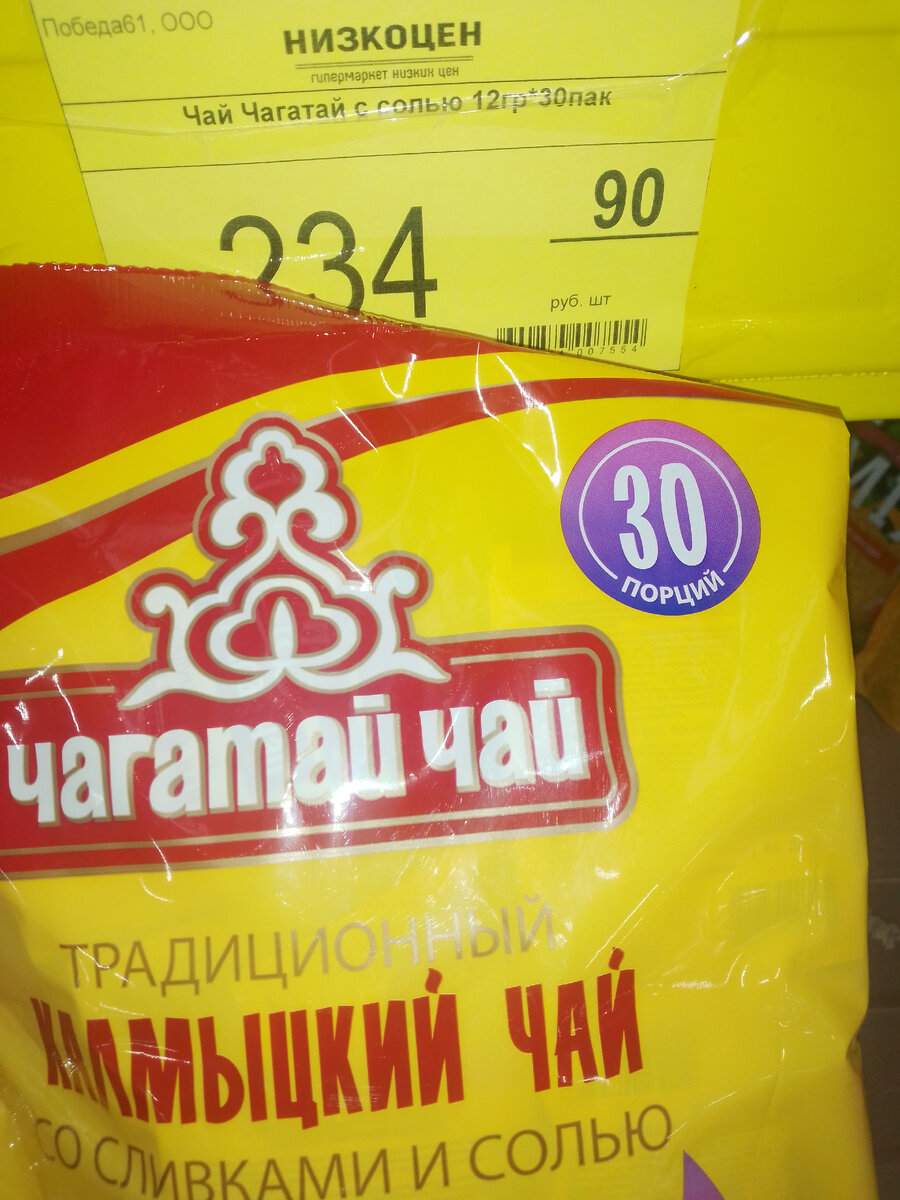 Победа61, ООО
НИЗКОЦЕН
гипермаркет низких цен
Чай Чагатай с солью 12гр*30пак
234
90
руб. шт
007554
30
ПОРЦИЙ
чагатай чай
ТРАДИЦИОННЫЙ
КАЛМЫЦКИЙ ЧАЙ
СО СЛИВКАМИ И СОЛЬЮ